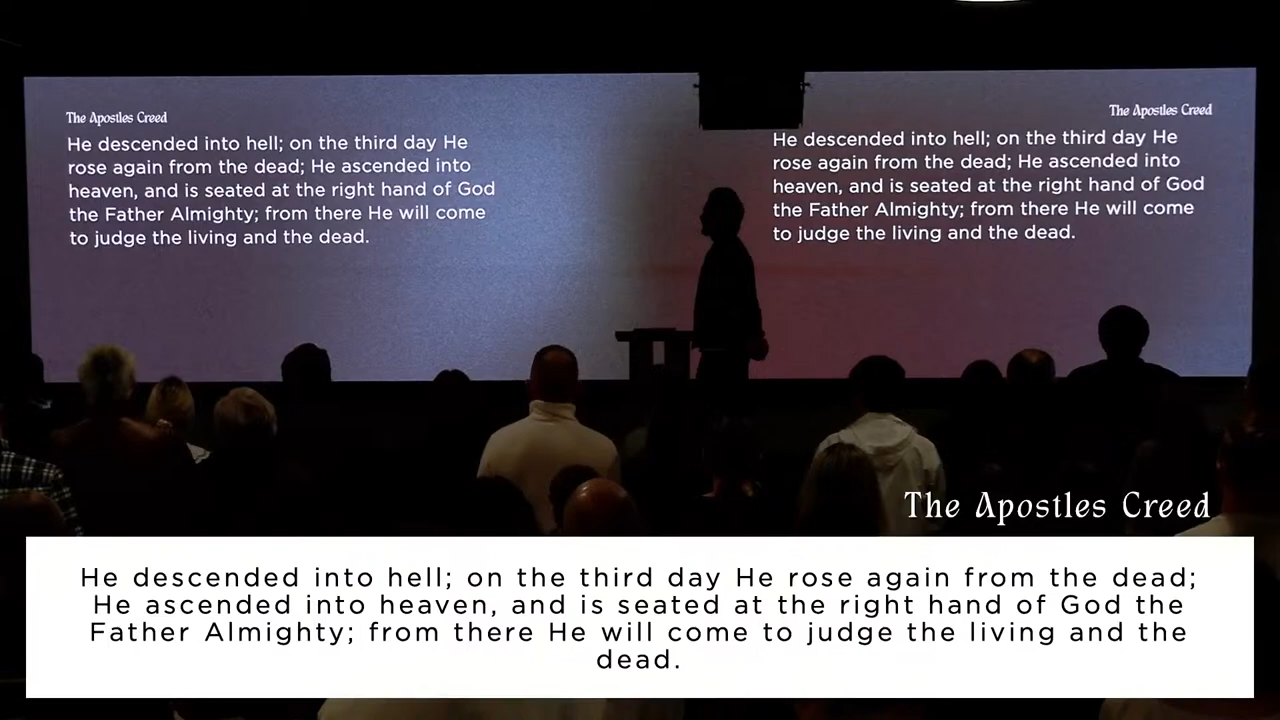 The Apostles Creed
He descended into hell; on the third day He
rose again from the dead; He ascended into
heaven, and is seated at the right hand of God
the Father Almighty; from there He will come
to judge the living and the dead.
The Apostles Creed
He descended into hell; on the third day He
rose again from the dead; He ascended into
heaven, and is seated at the right hand of God
the Father Almighty; from there He will come
to judge the living and the dead.
The Apostles Creed
He descended into hell; on the third day He rose again from the dead;
He ascended into heaven, and is seated at the right hand of God the
Father Almighty; from there He will come to judge the living and the
dead.